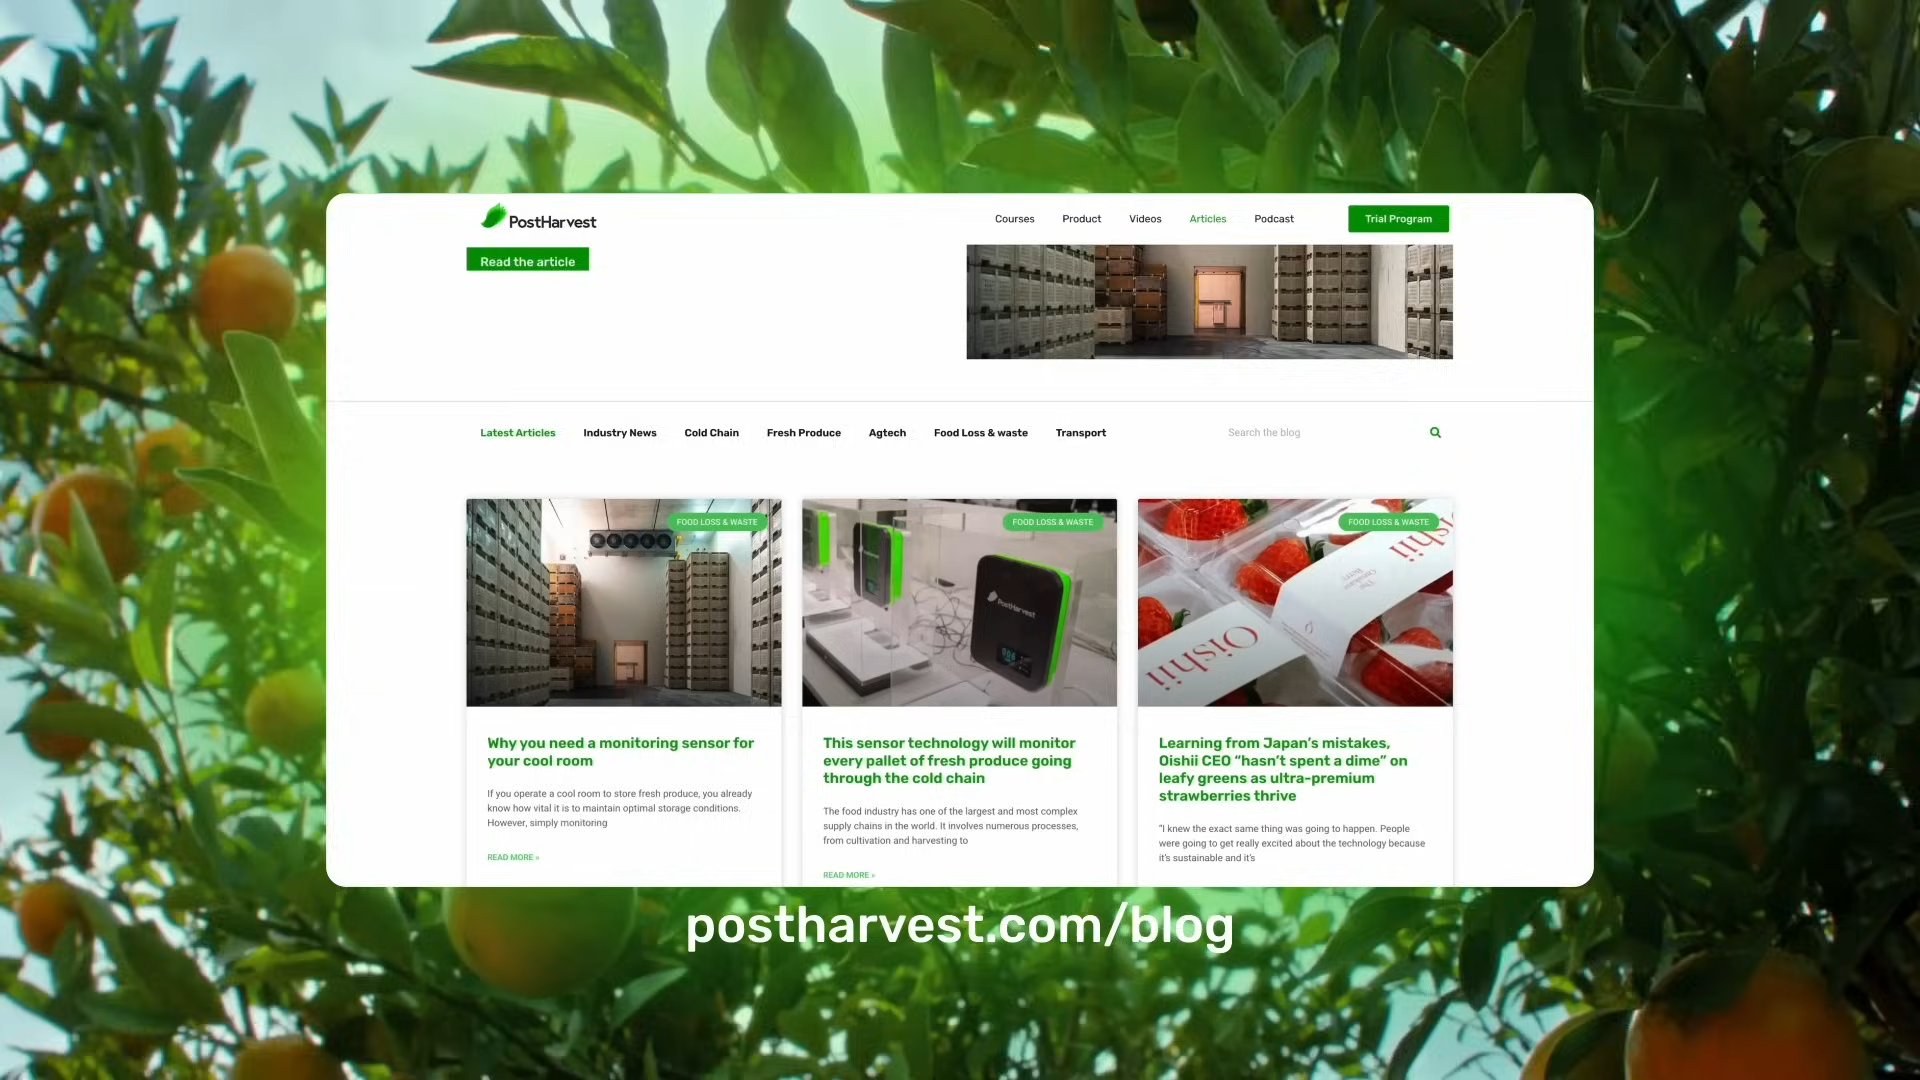 PostHarvest
Courses Product Videos Articles Podcast Trial Program
Read the article
Latest Articles Industry News Cold Chain Fresh Produce Agtech Food Loss & waste Transport Search the blog
FOOD LOSS & WASTE
FOOD LOSS & WASTE
PostHarvest
FOOD LOSS & WASTE
Oishii
Oishii
Why you need a monitoring sensor for
your cool room
If you operate a cool room to store fresh produce, you already
know how vital it is to maintain optimal storage conditions.
However, simply monitoring
READ MORE »
This sensor technology will monitor
every pallet of fresh produce going
through the cold chain
The food industry has one of the largest and most complex
supply chains in the world. It involves numerous processes,
from cultivation and harvesting to
READ MORE »
Learning from Japan's mistakes,
Oishii CEO “hasn’t spent a dime” on
leafy greens as ultra-premium
strawberries thrive
“I knew the exact same thing was going to happen. People
were going to get really excited about the technology because
it’s sustainable and it’s
postharvest.com/blog